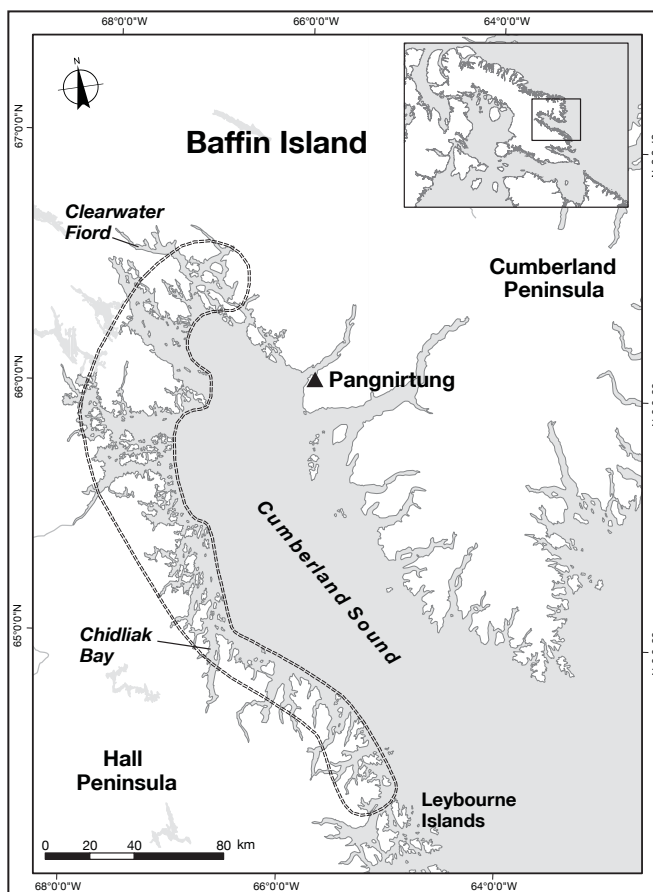 68°0'0"W 66°0'0"W 64°0'0"W
N
67°0'0"N
Baffin Island
Clearwater
Fiord
Cumberland
Peninsula
66°0'0"N
Pangnirtung
Cumberland Sound
65°0'0"N
Chidliak
Bay
Hall
Peninsula
Leybourne
Islands
0 20 40 80 km
68°0'0"W 66°0'0"W 64°0'0"W